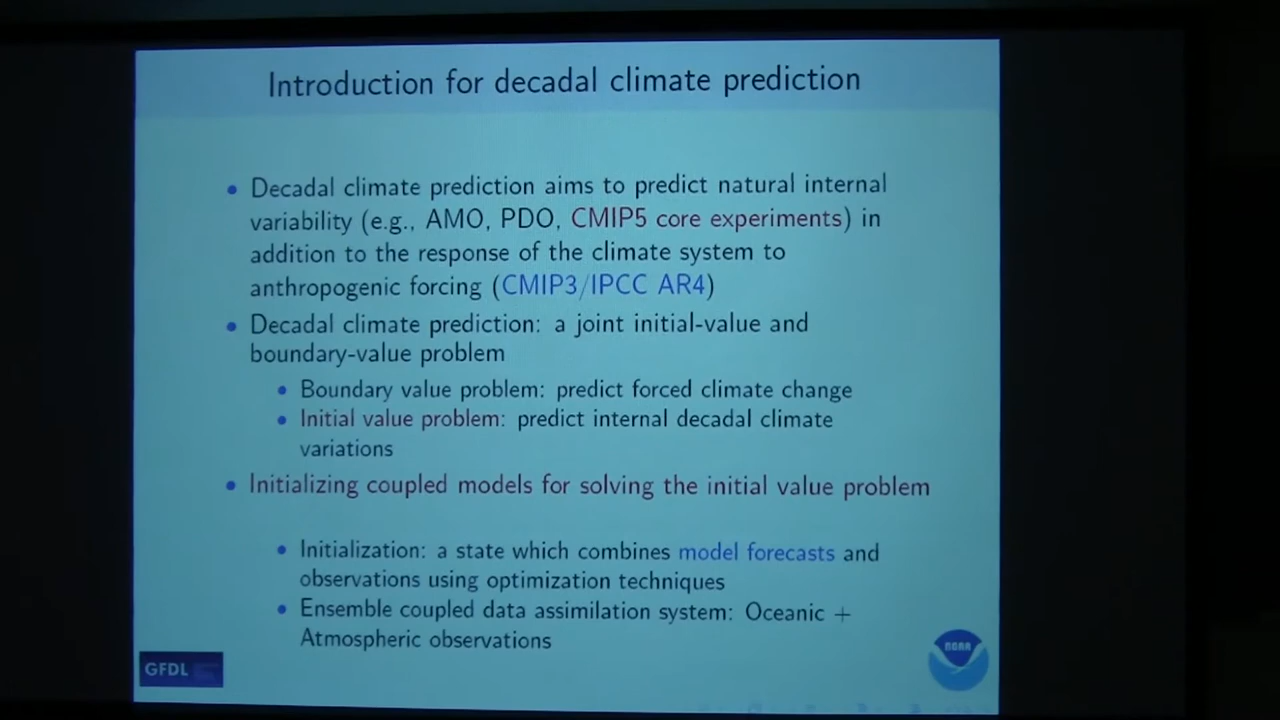 Introduction for decadal climate prediction
• Decadal climate prediction aims to predict natural internal
variability (e.g., AMO, PDO, CMIP5 core experiments) in
addition to the response of the climate system to
anthropogenic forcing (CMIP3/IPCC AR4)
• Decadal climate prediction: a joint initial-value and
boundary-value problem
• Boundary value problem: predict forced climate change
• Initial value problem: predict internal decadal climate
variations
• Initializing coupled models for solving the initial value problem
• Initialization: a state which combines model forecasts and
observations using optimization techniques
• Ensemble coupled data assimilation system: Oceanic +
Atmospheric observations
GFDL
NOAA